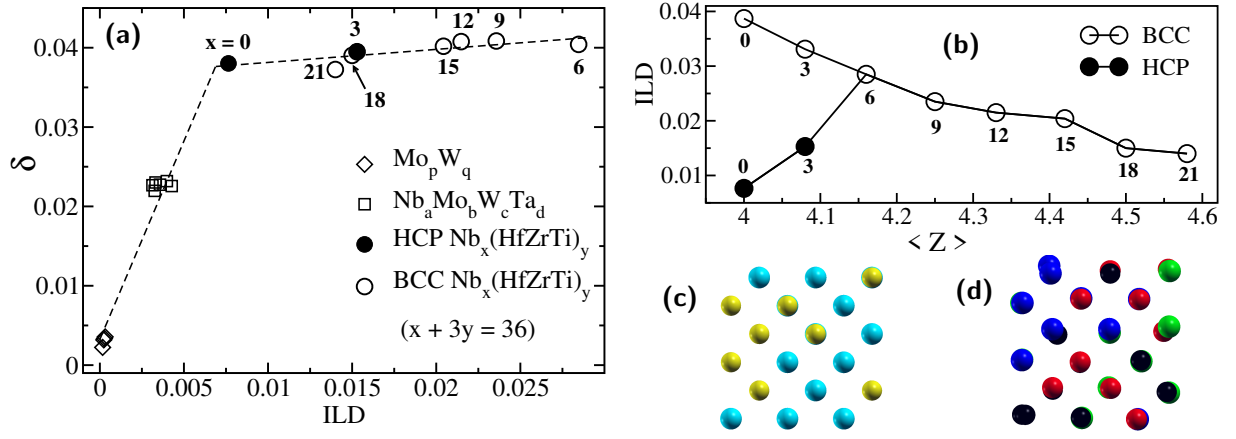 (a)
δ
0.04
0.03
0.02
0.01
0
x = 0
3
12
9
21
18
15
6
Mo_pW_q
Nb_aMo_bW_cTa_d
HCP Nb_x(HfZrTi)_y
BCC Nb_x(HfZrTi)_y
(x + 3y = 36)
0 0.005 0.01 0.015 0.02 0.025
ILD
(b)
ILD
0.04
0.03
0.02
0.01
BCC
HCP
0
3
6
9
12
15
18
21
0
3
4 4.1 4.2 4.3 4.4 4.5 4.6
< Z >
(c)
(d)